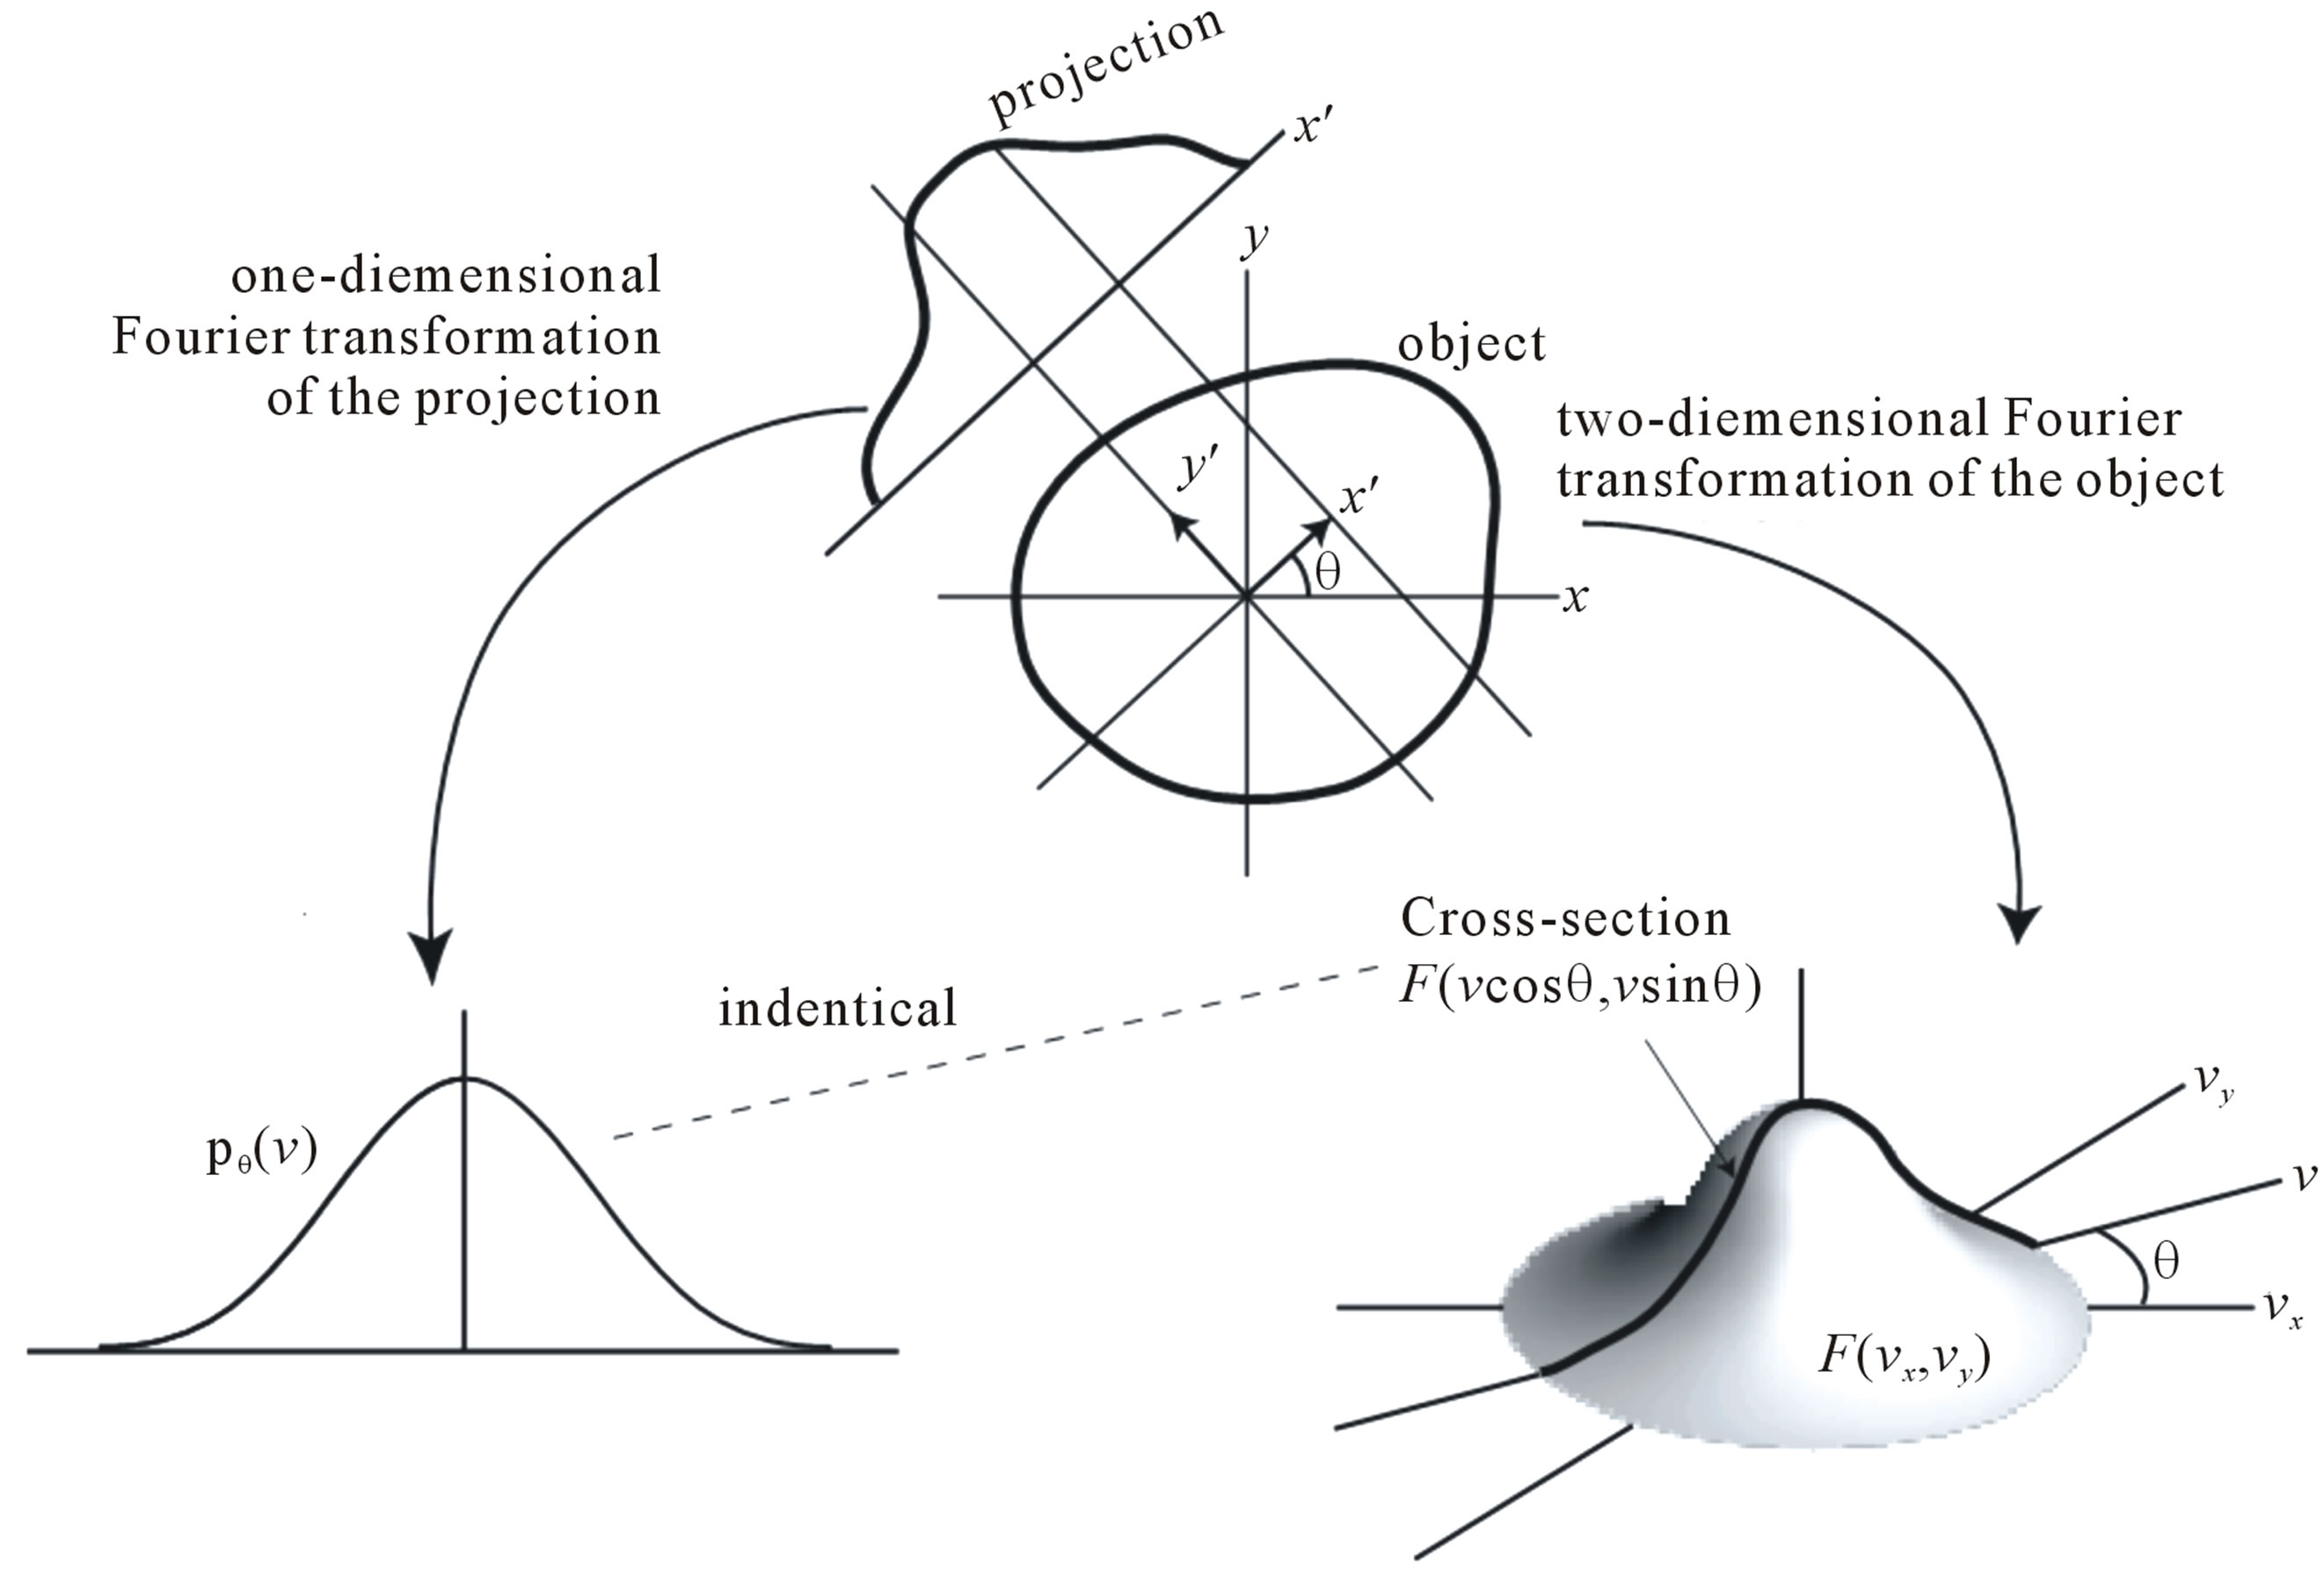 projection
x′
y
one-diemensional
Fourier transformation
of the projection
object
two-diemensional Fourier
transformation of the object
y′
x′
θ
x
Cross-section
F(νcosθ,νsinθ)
indentical
p_θ(ν)
ν_y
ν
θ
ν_x
F(ν_x,ν_y)